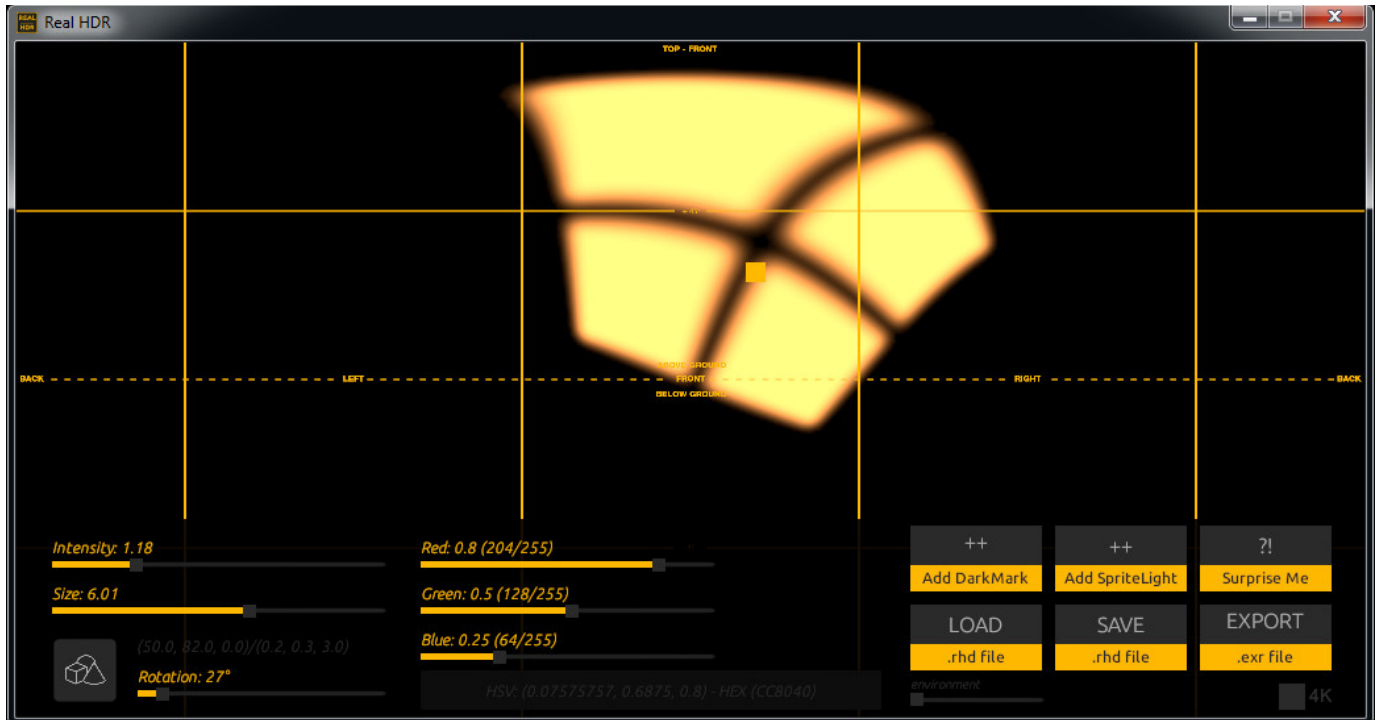 REAL HDR Real HDR
TOP - FRONT
ABOVE GROUND
BACK LEFT FRONT RIGHT BACK
BELOW GROUND
Intensity: 1.18
Size: 6.01
(50.0, 82.0, 0.0)/(0.2, 0.3, 3.0)
Rotation: 27°
Red: 0.8 (204/255)
Green: 0.5 (128/255)
Blue: 0.25 (64/255)
HSV: (0.07575757, 0.6875, 0.8) - HEX (CC8040)
++ ++ ?!
Add DarkMark Add SpriteLight Surprise Me
LOAD SAVE EXPORT
.rhd file .rhd file .exr file
environment
4K